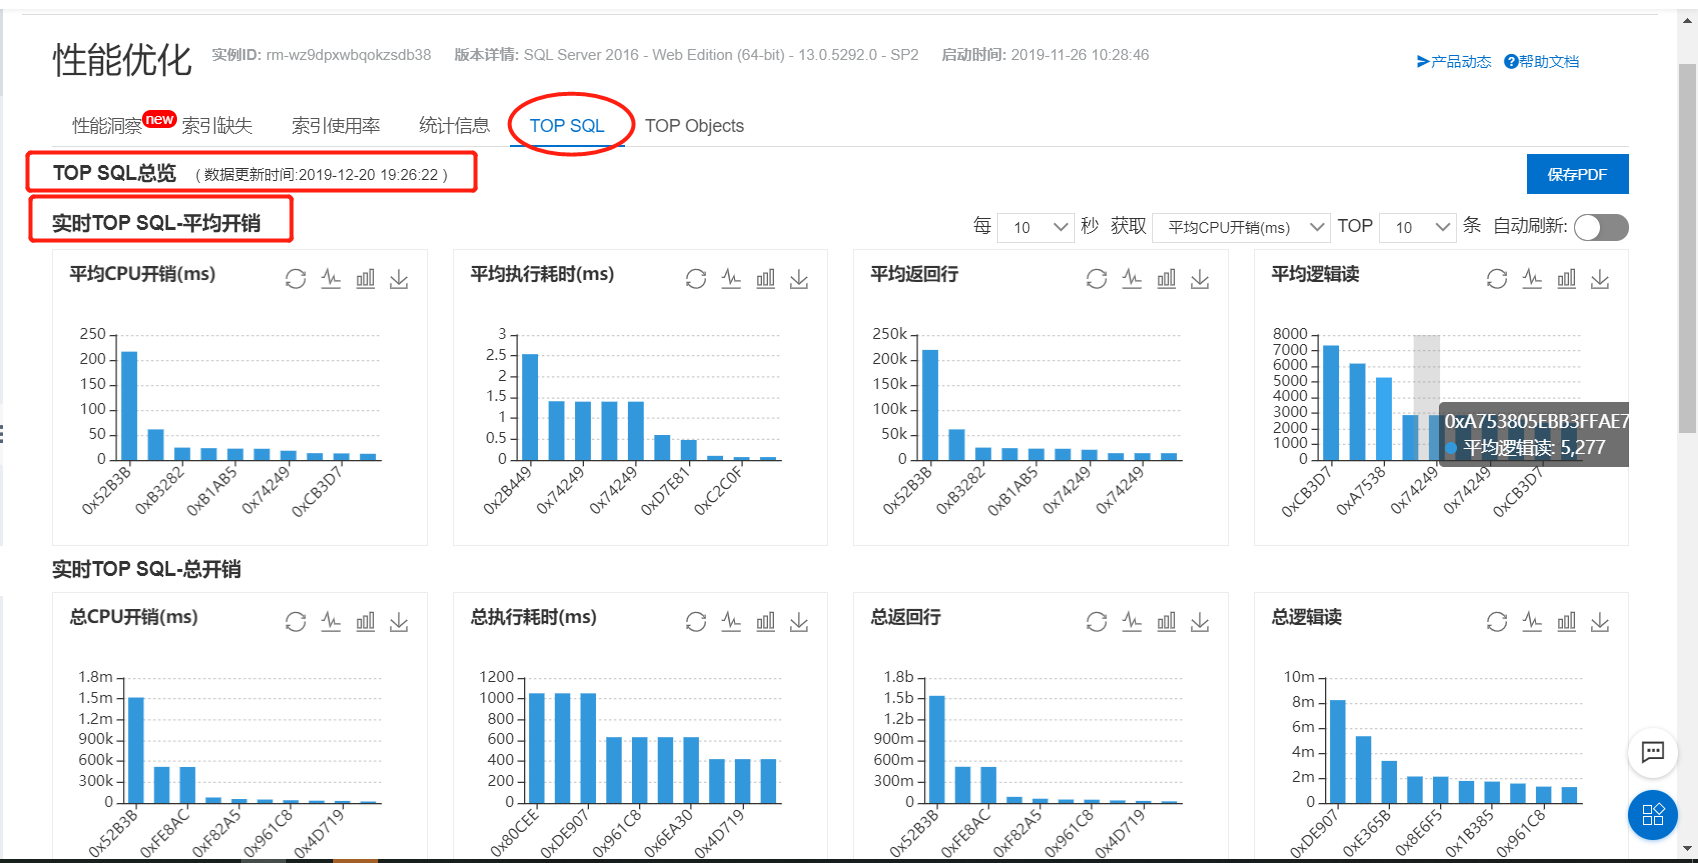 性能优化 实例ID: rm-wz9dpxwbqokzsdb38 版本详情: SQL Server 2016 - Web Edition (64-bit) - 13.0.5292.0 - SP2 启动时间: 2019-11-26 10:28:46
产品动态 帮助文档
性能洞察 new 索引缺失 索引使用率 统计信息 TOP SQL TOP Objects
TOP SQL总览 ( 数据更新时间:2019-12-20 19:26:22 ) 保存PDF
实时TOP SQL-平均开销 每 10 秒 获取 平均CPU开销(ms) TOP 10 条 自动刷新:
平均CPU开销(ms)
250
200
150
100
50
0
0x52B3B 0xB3282 0xB1AB5 0x74249 0xCB3D7
平均执行耗时(ms)
3
2.5
2
1.5
1
0.5
0
0x2B449 0x74249 0x74249 0xD7E81 0xC2C0F
平均返回行
250k
200k
150k
100k
50k
0
0x52B3B 0xB3282 0xB1AB5 0x74249 0x74249
平均逻辑读
8000
7000
6000
5000
4000
3000
2000
1000
0
0xA753805EBB3FFAE7
平均逻辑读: 5,277
0xCB3D7 0xA7538 0x74249 0x74249 0xCB3D7
实时TOP SQL-总开销
总CPU开销(ms)
1.8m
1.5m
1.2m
900k
600k
300k
0
0x52B3B 0xFE8AC 0xF82A5 0x961C8 0x4D719
总执行耗时(ms)
1200
1000
800
600
400
200
0
0x80CEE 0xDE907 0x961C8 0x6EA30 0x4D719
总返回行
1.8b
1.5b
1.2b
900m
600m
300m
0
0x52B3B 0xFE8AC 0xF82A5 0x961C8 0x4D719
总逻辑读
10m
8m
6m
4m
2m
0
0xDE907 0xE365B 0x8E6F5 0x1B385 0x961C8